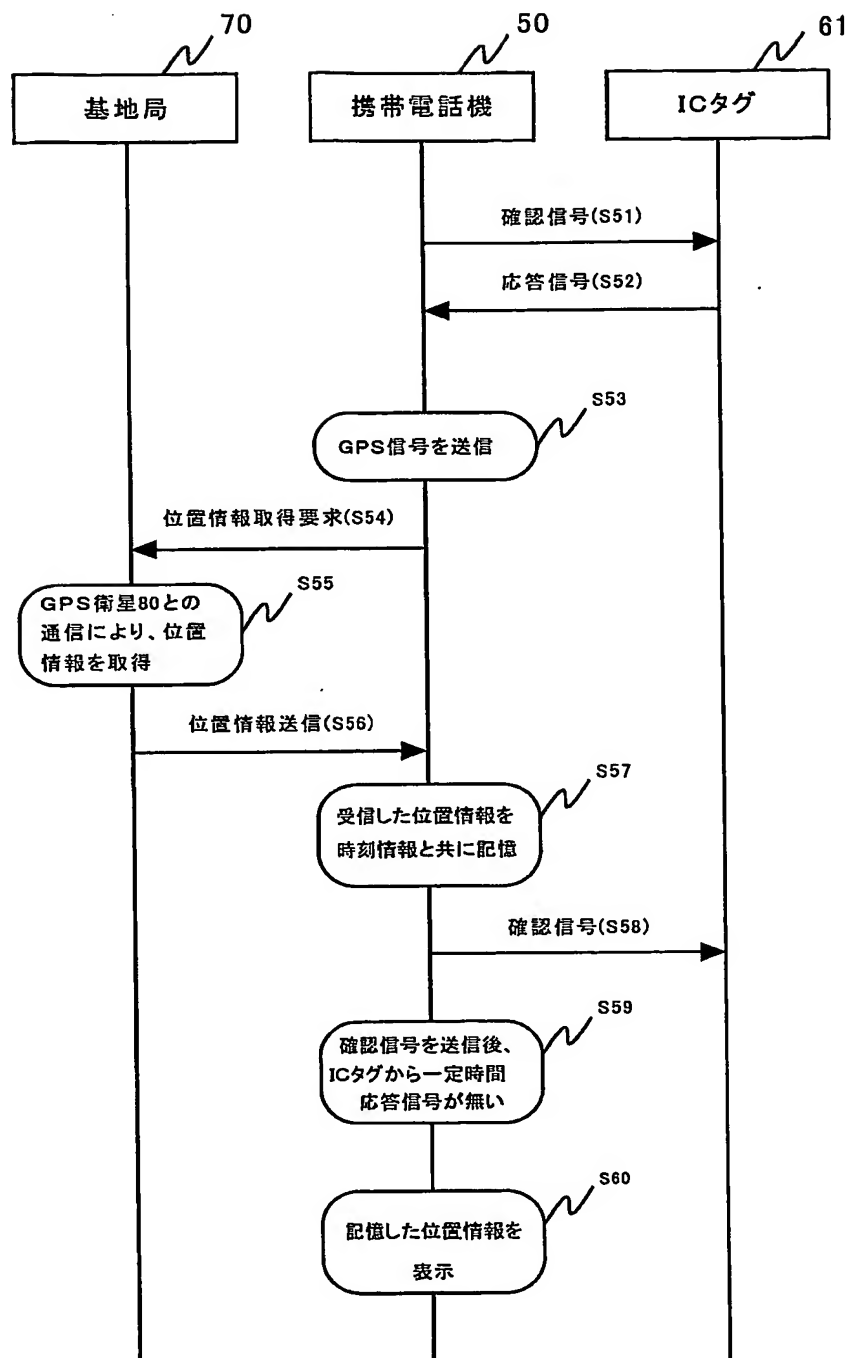 70
50
61
基地局
携帯電話機
ICタグ
確認信号(S51)
応答信号(S52)
S53
GPS信号を送信
位置情報取得要求(S54)
S55
GPS衛星80との
通信により、位置
情報を取得
位置情報送信(S56)
S57
受信した位置情報を
時刻情報と共に記憶
確認信号(S58)
S59
確認信号を送信後、
ICタグから一定時間
応答信号が無い
S60
記憶した位置情報を
表示